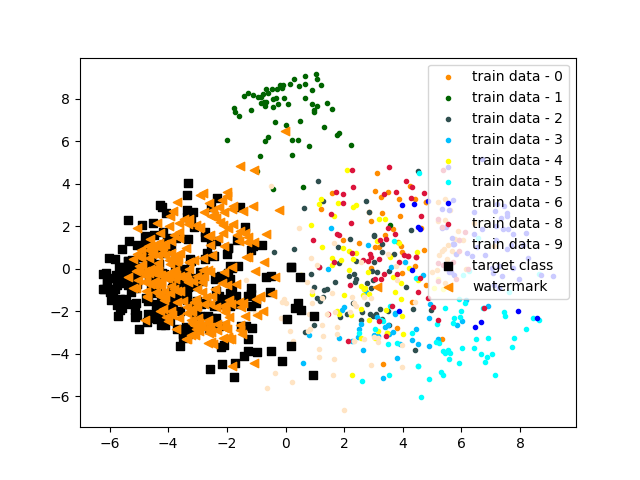 train data - 0
train data - 1
train data - 2
train data - 3
train data - 4
train data - 5
train data - 6
train data - 8
train data - 9
target class
watermark
8
6
4
2
0
−2
−4
−6
−6 −4 −2 0 2 4 6 8